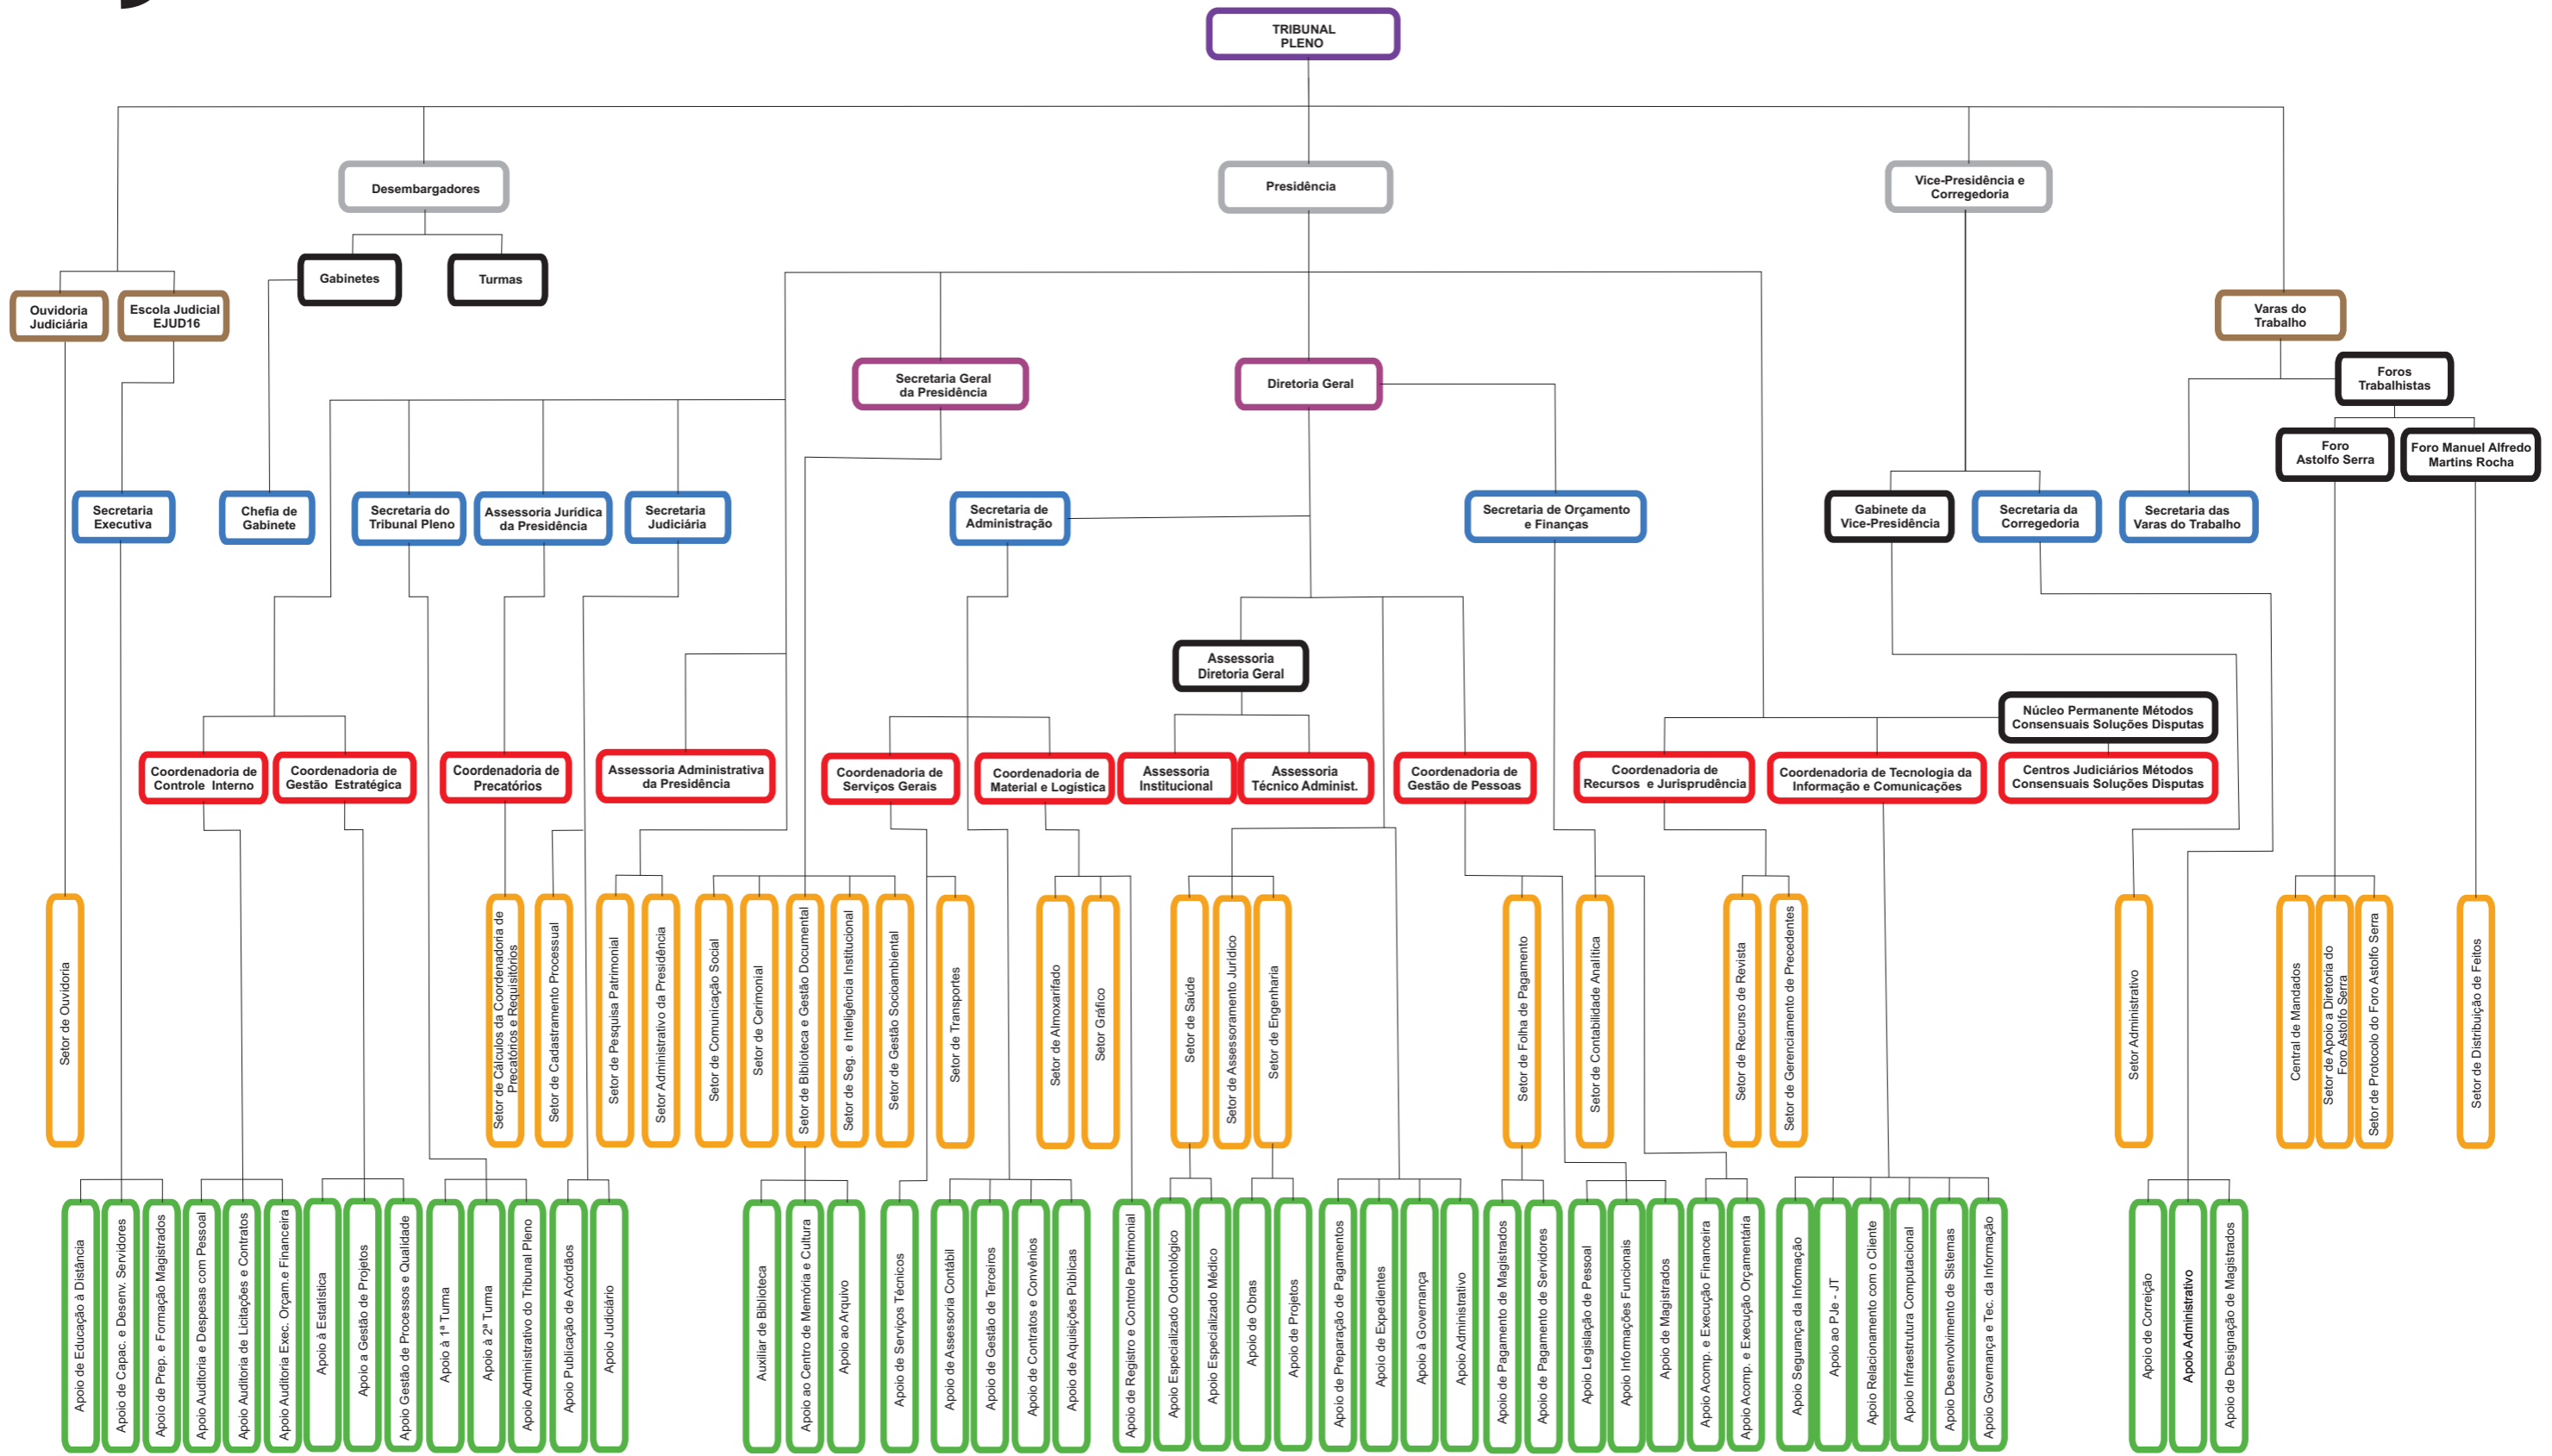 TRIBUNAL
PLENO
Desembargadores
Presidência
Vice-Presidência e
Corregedoria
Gabinetes
Turmas
Ouvidoria
Judiciária
Escola Judicial
EJUD16
Varas do
Trabalho
Secretaria Geral
da Presidência
Diretoria Geral
Foros
Trabalhistas
Foro
Astolfo Serra
Foro Manuel Alfredo
Martins Rocha
Secretaria
Executiva
Chefia de
Gabinete
Secretaria do
Tribunal Pleno
Assessoria Jurídica
da Presidência
Secretaria
Judiciária
Secretaria de
Administração
Secretaria de Orçamento
e Finanças
Gabinete da
Vice-Presidência
Secretaria da
Corregedoria
Secretaria das
Varas do Trabalho
Assessoria
Diretoria Geral
Núcleo Permanente Métodos
Consensuais Soluções Disputas
Coordenadoria de
Controle Interno
Coordenadoria de
Gestão Estratégica
Coordenadoria de
Precatórios
Assessoria Administrativa
da Presidência
Coordenadoria de
Serviços Gerais
Coordenadoria de
Material e Logística
Assessoria
Institucional
Assessoria
Técnico Administ.
Coordenadoria de
Gestão de Pessoas
Coordenadoria de
Recursos e Jurisprudência
Coordenadoria de Tecnologia da
Informação e Comunicações
Centros Judiciários Métodos
Consensuais Soluções Disputas
Setor de Ouvidoria
Setor de Cálculos da Coordenadoria de
Precatórios e Requisitórios
Setor de Cadastramento Processual
Setor de Pesquisa Patrimonial
Setor Administrativo da Presidência
Setor de Comunicação Social
Setor de Cerimonial
Setor de Biblioteca e Gestão Documental
Setor de Seg. e Inteligência Institucional
Setor de Gestão Socioambiental
Setor de Transportes
Setor de Almoxarifado
Setor Gráfico
Setor de Saúde
Setor de Assessoramento Jurídico
Setor de Engenharia
Setor de Folha de Pagamento
Setor de Contabilidade Analítica
Setor de Recurso de Revista
Setor de Gerenciamento de Precedentes
Setor Administrativo
Central de Mandados
Setor de Apoio a Diretoria do
Foro Astolfo Serra
Setor de Protocolo do Foro Astolfo Serra
Setor de Distribuição de Feitos
Apoio de Educação à Distância
Apoio de Capac. e Desenv. Servidores
Apoio de Prep. e Formação Magistrados
Apoio Auditoria e Despesas com Pessoal
Apoio Auditoria de Licitações e Contratos
Apoio Auditoria Exec. Orçam.e Financeira
Apoio à Estatística
Apoio a Gestão de Projetos
Apoio Gestão de Processos e Qualidade
Apoio à 1ª Turma
Apoio à 2ª Turma
Apoio Administrativo do Tribunal Pleno
Apoio Publicação de Acórdãos
Apoio Judiciário
Auxiliar de Biblioteca
Apoio ao Centro de Memória e Cultura
Apoio ao Arquivo
Apoio de Serviços Técnicos
Apoio de Assessoria Contábil
Apoio de Gestão de Terceiros
Apoio de Contratos e Convênios
Apoio de Aquisições Públicas
Apoio de Registro e Controle Patrimonial
Apoio Especializado Odontológico
Apoio Especializado Médico
Apoio de Obras
Apoio de Projetos
Apoio de Preparação de Pagamentos
Apoio de Expedientes
Apoio à Governança
Apoio Administrativo
Apoio de Pagamento de Magistrados
Apoio de Pagamento de Servidores
Apoio Legislação de Pessoal
Apoio Informações Funcionais
Apoio de Magistrados
Apoio Acomp. e Execução Financeira
Apoio Acomp. e Execução Orçamentária
Apoio Segurança da Informação
Apoio ao PJe - JT
Apoio Relacionamento com o Cliente
Apoio Infraestrutura Computacional
Apoio Desenvolvimento de Sistemas
Apoio Governança e Tec. da Informação
Apoio de Correição
Apoio Administrativo
Apoio de Designação de Magistrados